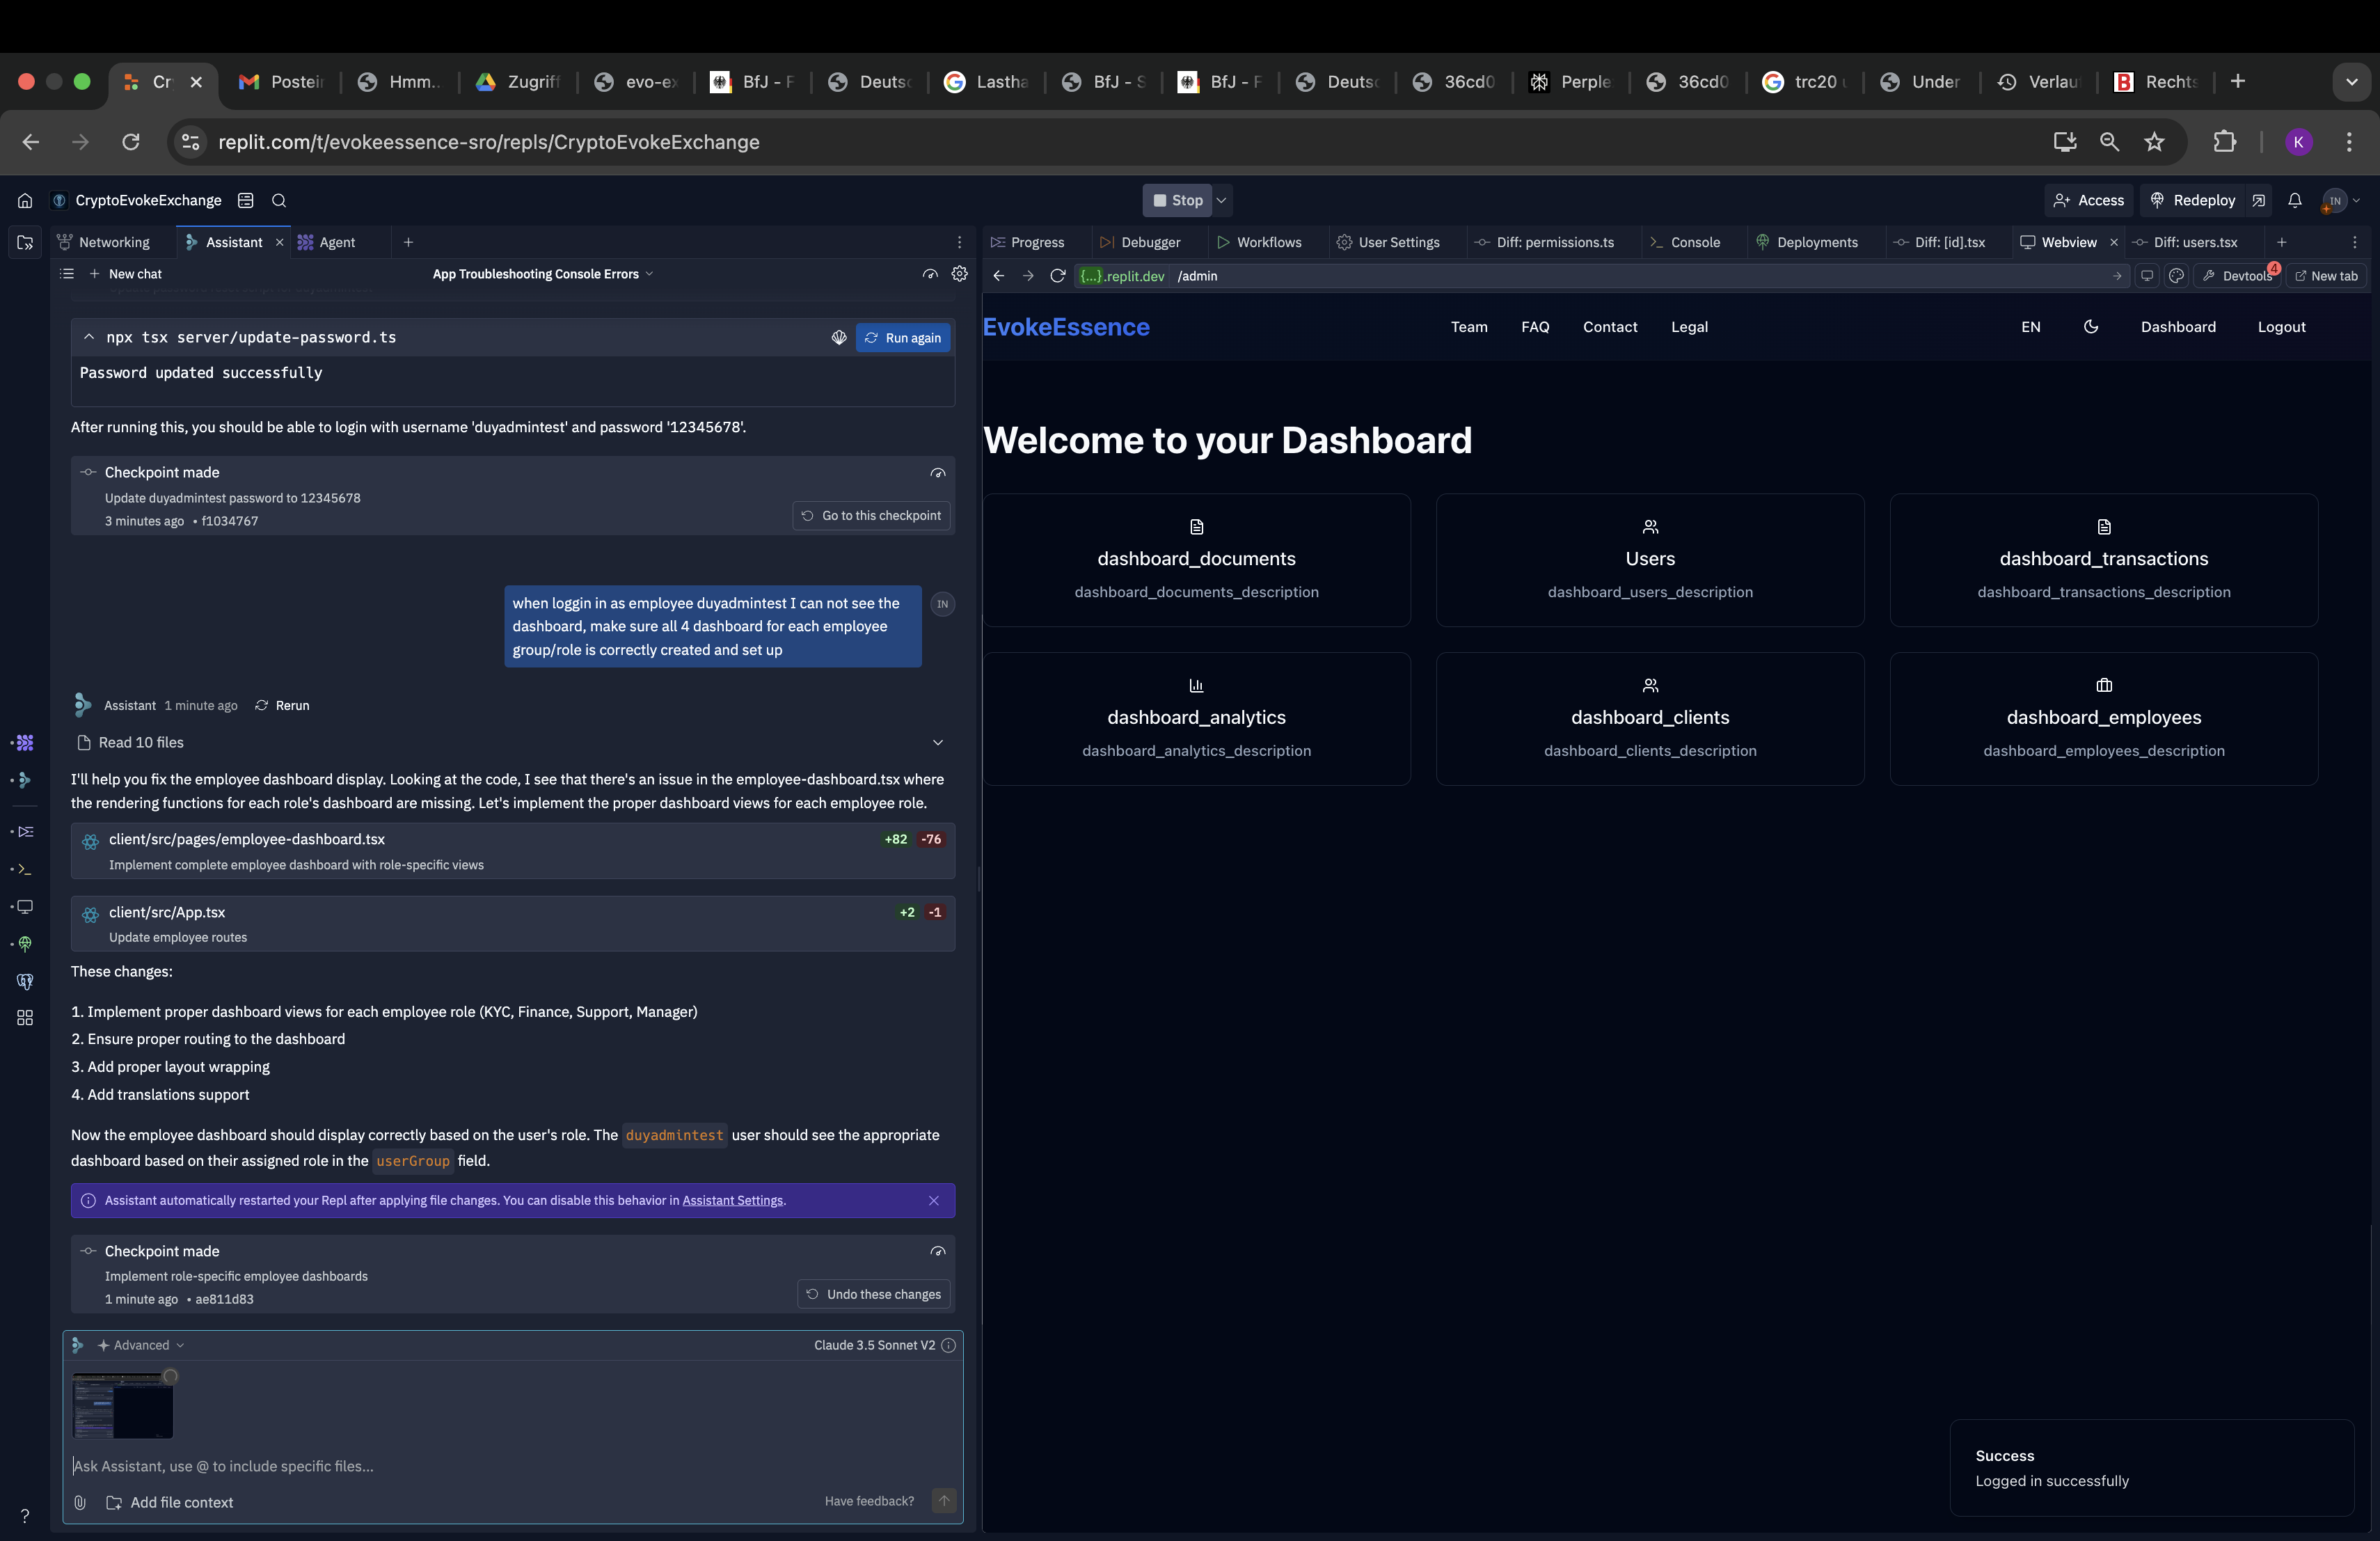 Cr
Postein
Hmm..
Zugriff
evo-ex
BfJ - F
Deutsc
Lastha
BfJ - S
BfJ - F
Deutsc
36cd0
Perple
36cd0
trc20 u
Under
Verlau
Rechts
replit.com/t/evokeessence-sro/repls/CryptoEvokeExchange
K
CryptoEvokeExchange
Stop
Access
Redeploy
IN
Networking
Assistant
Agent
New chat
App Troubleshooting Console Errors
npx tsx server/update-password.ts
Run again
Password updated successfully
After running this, you should be able to login with username 'duyadmintest' and password '12345678'.
Checkpoint made
Update duyadmintest password to 12345678
3 minutes ago • f1034767
Go to this checkpoint
when loggin in as employee duyadmintest I can not see the
dashboard, make sure all 4 dashboard for each employee
group/role is correctly created and set up
IN
Assistant 1 minute ago Rerun
Read 10 files
I'll help you fix the employee dashboard display. Looking at the code, I see that there's an issue in the employee-dashboard.tsx where
the rendering functions for each role's dashboard are missing. Let's implement the proper dashboard views for each employee role.
client/src/pages/employee-dashboard.tsx
+82 -76
Implement complete employee dashboard with role-specific views
client/src/App.tsx
+2 -1
Update employee routes
These changes:
1. Implement proper dashboard views for each employee role (KYC, Finance, Support, Manager)
2. Ensure proper routing to the dashboard
3. Add proper layout wrapping
4. Add translations support
Now the employee dashboard should display correctly based on the user's role. The duyadmintest user should see the appropriate
dashboard based on their assigned role in the userGroup field.
Assistant automatically restarted your Repl after applying file changes. You can disable this behavior in Assistant Settings.
Checkpoint made
Implement role-specific employee dashboards
1 minute ago • ae811d83
Undo these changes
Advanced
Claude 3.5 Sonnet V2
Ask Assistant, use @ to include specific files...
Add file context
Have feedback?
Progress
Debugger
Workflows
User Settings
Diff: permissions.ts
Console
Deployments
Diff: [id].tsx
Webview
Diff: users.tsx
{...}.replit.dev /admin
Devtools
4
New tab
EvokeEssence
Team
FAQ
Contact
Legal
EN
Dashboard
Logout
Welcome to your Dashboard
dashboard_documents
dashboard_documents_description
Users
dashboard_users_description
dashboard_transactions
dashboard_transactions_description
dashboard_analytics
dashboard_analytics_description
dashboard_clients
dashboard_clients_description
dashboard_employees
dashboard_employees_description
Success
Logged in successfully